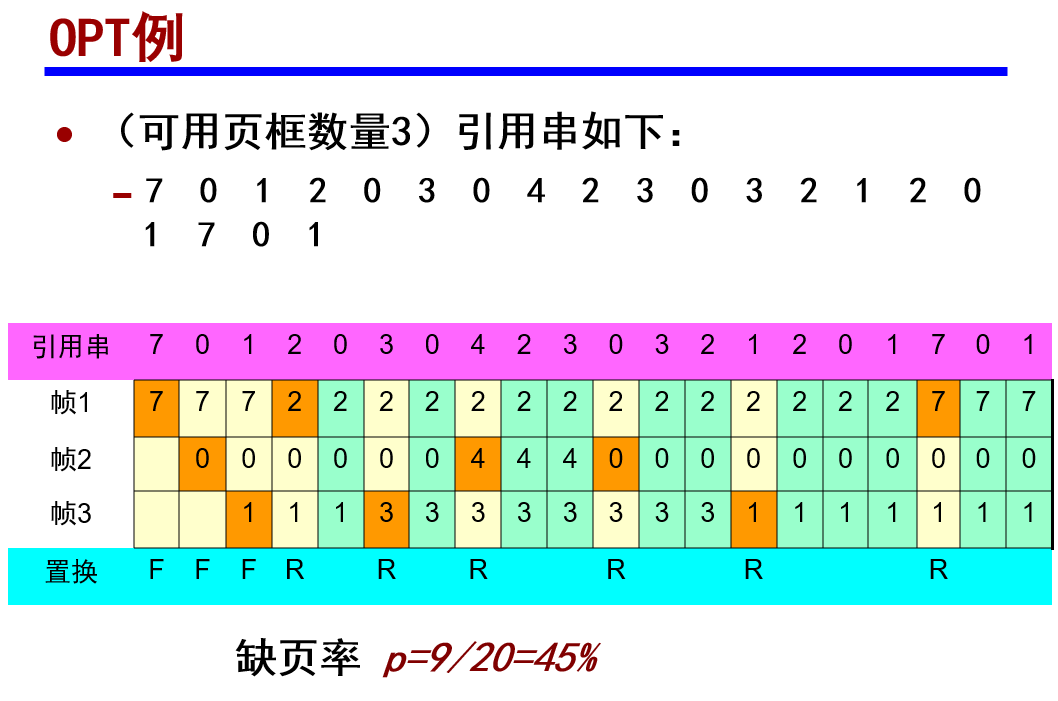 OPT例
• （可用页框数量3）引用串如下：
– 7 0 1 2 0 3 0 4 2 3 0 3 2 1 2 0
1 7 0 1
引用串 7 0 1 2 0 3 0 4 2 3 0 3 2 1 2 0 1 7 0 1
帧1 7 7 7 2 2 2 2 2 2 2 2 2 2 2 2 2 2 7 7 7
帧2 0 0 0 0 0 0 4 4 4 0 0 0 0 0 0 0 0 0 0
帧3 1 1 1 3 3 3 3 3 3 3 3 1 1 1 1 1 1 1
置换 F F F R R R R R R
缺页率 p=9/20=45%